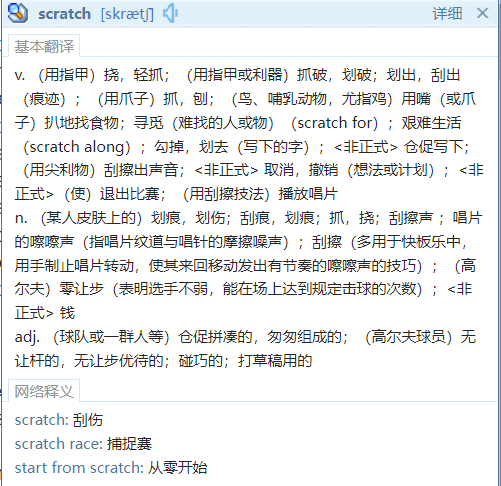 scratch [skrætʃ] 详细
基本翻译
v. （用指甲）挠，轻抓；（用指甲或利器）抓破，划破；划出，刮出
（痕迹）；（用爪子）抓，刨；（鸟、哺乳动物，尤指鸡）用嘴（或爪
子）扒地找食物；寻觅（难找的人或物）（scratch for）；艰难生活
（scratch along）；勾掉，划去（写下的字）；<非正式> 仓促写下；
（用尖利物）刮擦出声音；<非正式> 取消，撤销（想法或计划）；<非
正式>（使）退出比赛；（用刮擦技法）播放唱片
n. （某人皮肤上的）划痕，划伤；刮痕，划痕；抓，挠；刮擦声 ；唱片
的嚓嚓声（指唱片纹道与唱针的摩擦噪声）；刮擦（多用于快板乐中，
用手制止唱片转动，使其来回移动发出有节奏的嚓嚓声的技巧）；（高
尔夫）零让步（表明选手不弱，能在场上达到规定击球的次数）；<非
正式> 钱
adj. （球队或一群人等）仓促拼凑的，匆匆组成的；（高尔夫球员）无
让杆的，无让步优待的；碰巧的；打草稿用的
网络释义
scratch: 刮伤
scratch race: 捕捉赛
start from scratch: 从零开始